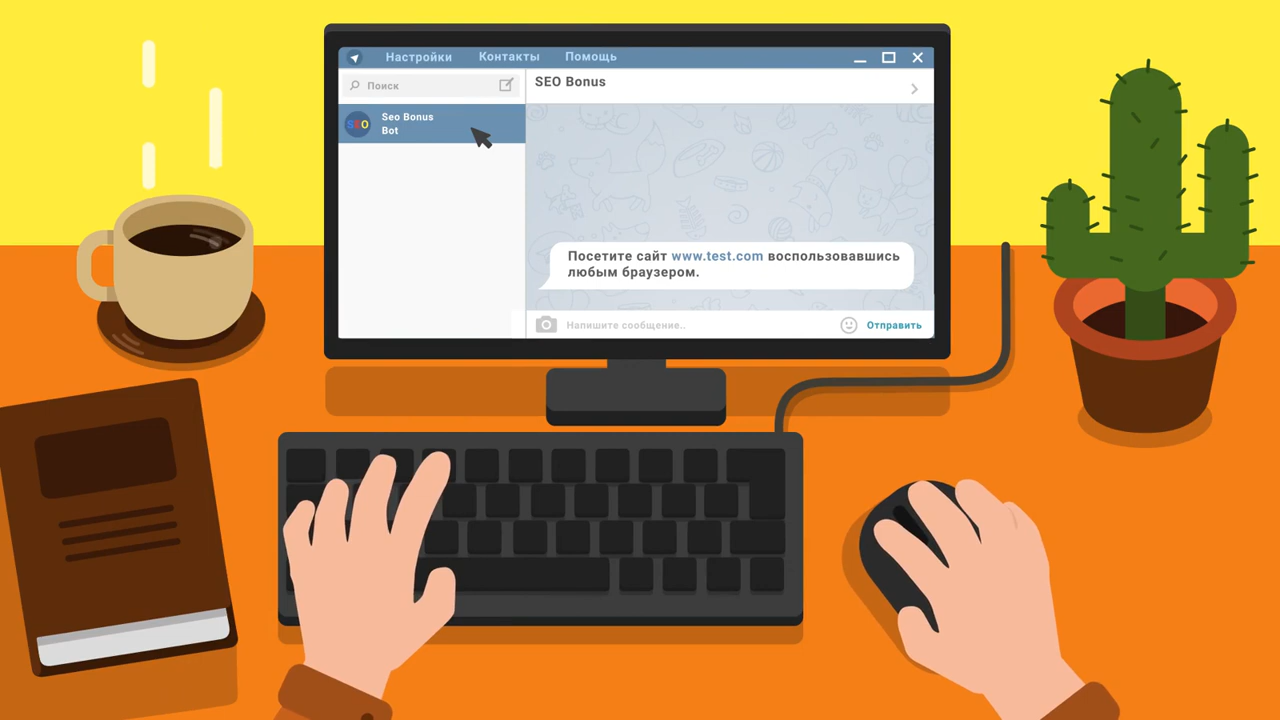 Настройки Контакты Помощь
Поиск
SEO Bonus
SEO
Seo Bonus
Bot
Посетите сайт www.test.com воспользовавшись
любым браузером.
Напишите сообщение..
Отправить